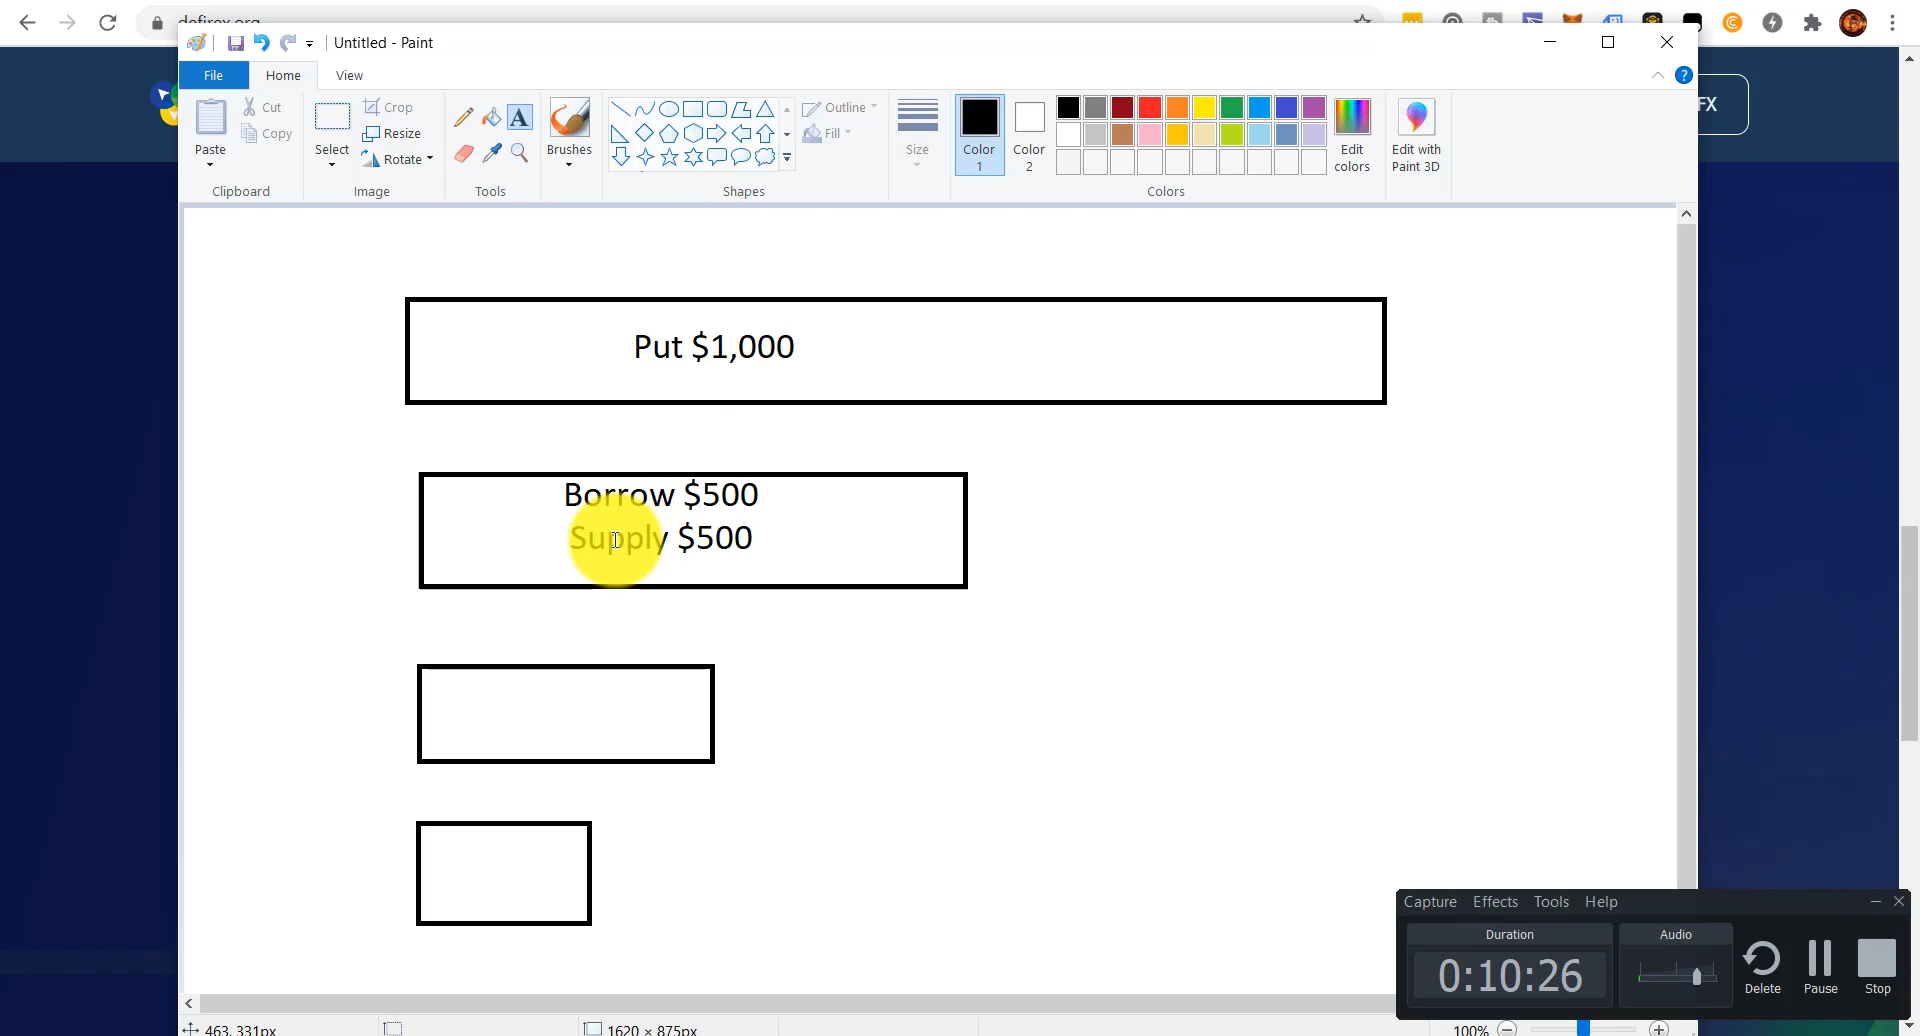 defirex.org
Untitled - Paint
File
Home
View
FX
Paste
Cut
Copy
Clipboard
Select
Crop
Resize
Rotate
Image
Tools
Brushes
Shapes
Outline
Fill
Size
Color
1
Color
2
Edit
colors
Edit with
Paint 3D
Colors
Put $1,000
Borrow $500
Supply $500
Capture Effects Tools Help
Duration
Audio
0:10:26
Delete
Pause
Stop
463, 331px
1620 × 875px
100%